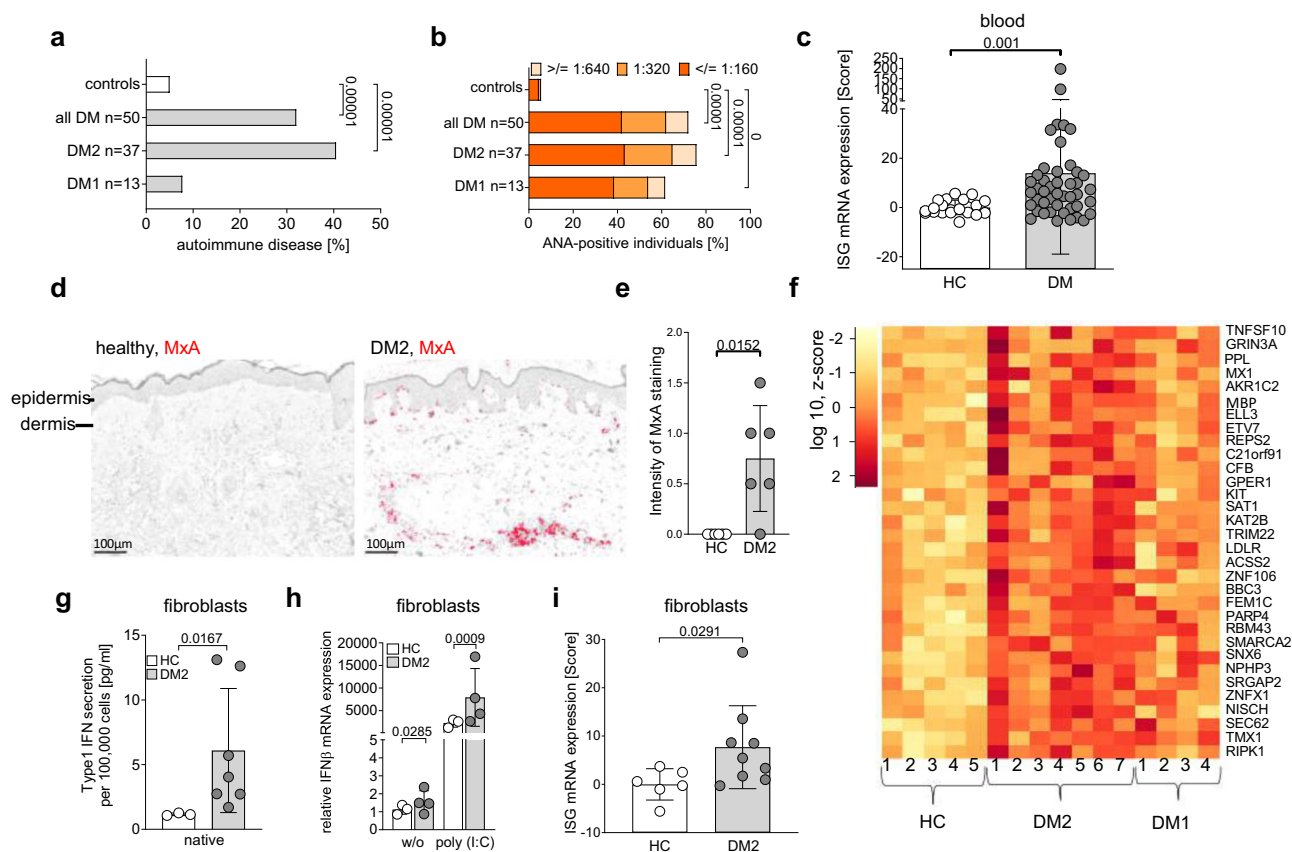 a
controls
all DM n=50
DM2 n=37
DM1 n=13
0 10 20 30 40 50
autoimmune disease [%]
0.00001
0.00001
b
>/= 1:640 1:320 </= 1:160
controls
all DM n=50
DM2 n=37
DM1 n=13
0 20 40 60 80 100
ANA-positive individuals [%]
0.00001
0.00001
0
c
blood
0.001
ISG mRNA expression [Score]
250
200
150
100
50
40
20
0
-20
HC DM
d
healthy, MxA
DM2, MxA
epidermis
dermis
100µm
100µm
e
0.0152
Intensity of MxA staining
2.0
1.5
1.0
0.5
0.0
HC DM2
f
log 10, z-score
-2
-1
0
1
2
TNFSF10
GRIN3A
PPL
MX1
AKR1C2
MBP
ELL3
ETV7
REPS2
C21orf91
CFB
GPER1
KIT
SAT1
KAT2B
TRIM22
LDLR
ACSS2
ZNF106
BBC3
FEM1C
PARP4
RBM43
SMARCA2
SNX6
NPHP3
SRGAP2
ZNFX1
NISCH
SEC62
TMX1
RIPK1
1 2 3 4 5 1 2 3 4 5 6 7 1 2 3 4
HC DM2 DM1
g
fibroblasts
0.0167
HC
DM2
Type1 IFN secretion
per 100,000 cells [pg/ml]
15
10
5
0
native
h
fibroblasts
HC
DM2
0.0009
0.0285
relative IFNβ mRNA expression
20000
15000
10000
5000
5
4
3
2
1
0
w/o poly (I:C)
i
fibroblasts
0.0291
ISG mRNA expression [Score]
30
20
10
0
-10
HC DM2